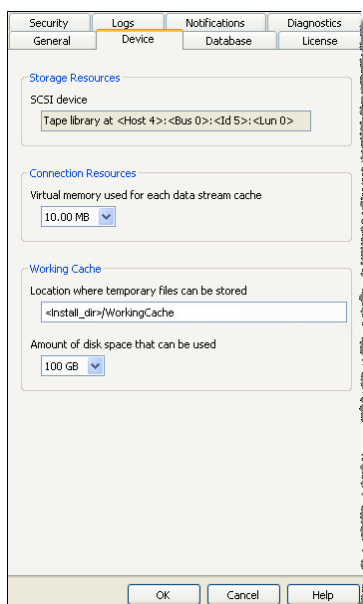 Security Logs Notifications Diagnostics
General Device Database License
Storage Resources
SCSI device
Tape library at <Host 4>:<Bus 0>:<Id 5>:<Lun 0>
Connection Resources
Virtual memory used for each data stream cache
10.00 MB
Working Cache
Location where temporary files can be stored
<Install_dir>/WorkingCache
Amount of disk space that can be used
100 GB
OK Cancel Help